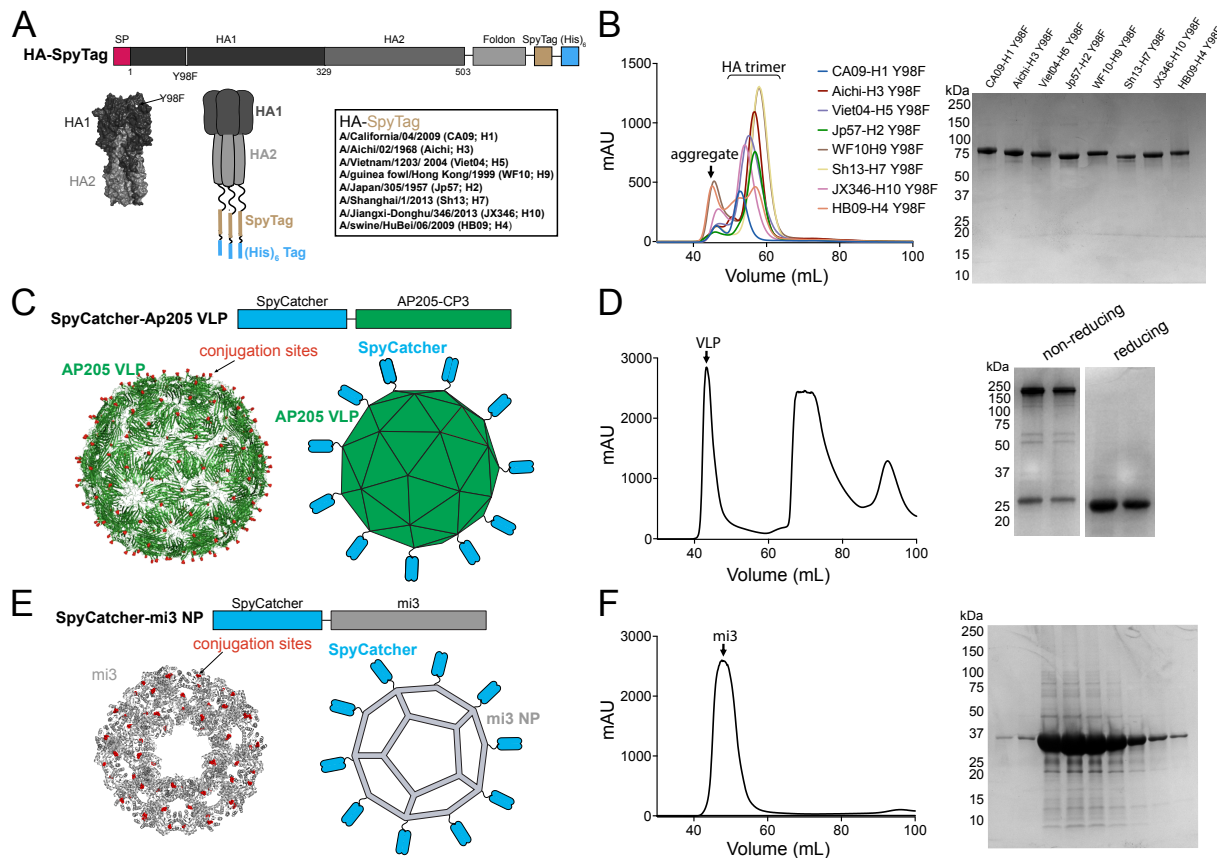 A
SP HA1 HA2 Foldon SpyTag (His)6
HA-SpyTag
1 Y98F 329 503
Y98F
HA1
HA2
HA1
HA2
SpyTag
(His)6 Tag
HA-SpyTag
A/California/04/2009 (CA09; H1)
A/Aichi/02/1968 (Aichi; H3)
A/Vietnam/1203/ 2004 (Viet04; H5)
A/guinea fowl/Hong Kong/1999 (WF10; H9)
A/Japan/305/1957 (Jp57; H2)
A/Shanghai/1/2013 (Sh13; H7)
A/Jiangxi-Donghu/346/2013 (JX346; H10)
A/swine/HuBei/06/2009 (HB09; H4)
B
HA trimer
aggregate
CA09-H1 Y98F
Aichi-H3 Y98F
Viet04-H5 Y98F
Jp57-H2 Y98F
WF10H9 Y98F
Sh13-H7 Y98F
JX346-H10 Y98F
HB09-H4 Y98F
mAU
1500
1000
500
0
40 60 80 100
Volume (mL)
CA09-H1 Y98F
Aichi-H3 Y98F
Viet04-H5 Y98F
Jp57-H2 Y98F
WF10-H9 Y98F
Sh13-H7 Y98F
JX346-H10 Y98F
HB09-H4 Y98F
kDa
250
150
100
75
50
37
25
20
15
10
C
SpyCatcher AP205-CP3
SpyCatcher-Ap205 VLP
conjugation sites
AP205 VLP
SpyCatcher
AP205 VLP
D
VLP
mAU
3000
2000
1000
0
40 60 80 100
Volume (mL)
non-reducing
reducing
kDa
250
150
100
75
50
37
25
20
E
SpyCatcher mi3
SpyCatcher-mi3 NP
conjugation sites
mi3
SpyCatcher
mi3 NP
F
mi3
mAU
3000
2000
1000
0
40 60 80 100
Volume (mL)
kDa
250
150
100
75
50
37
25
20
15
10